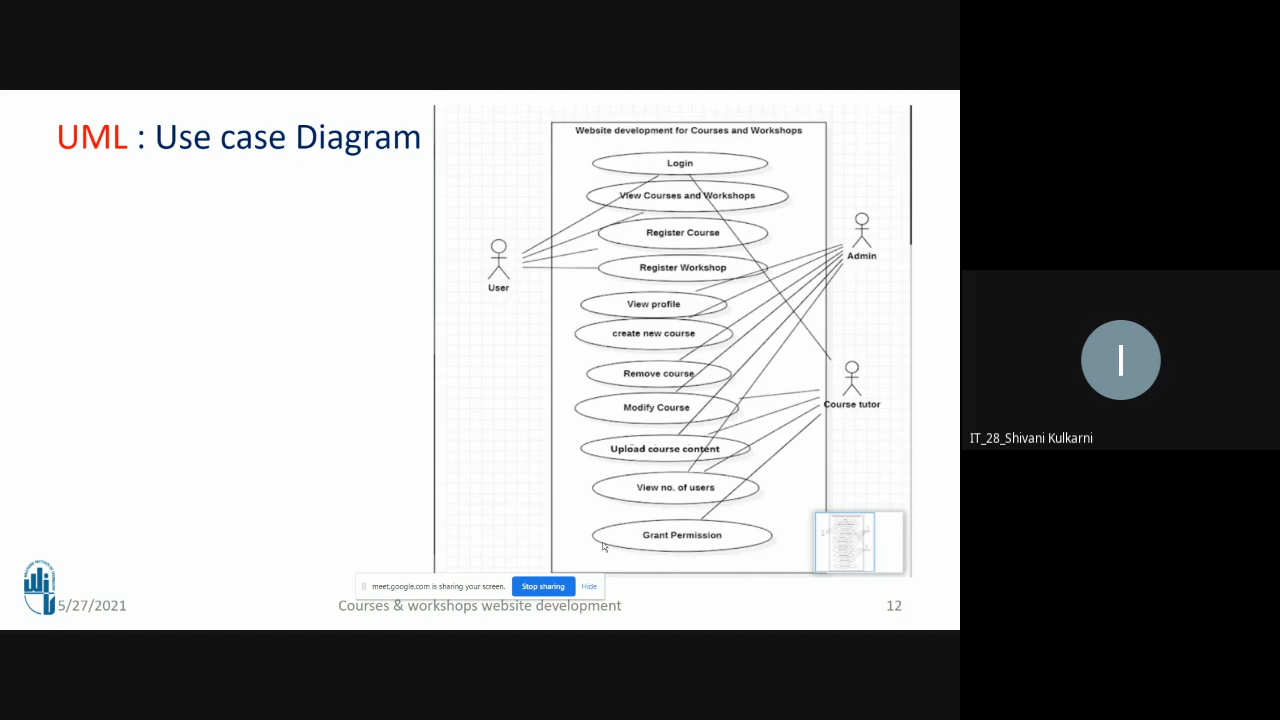 UML : Use case Diagram
Website development for Courses and Workshops
Login
View Courses and Workshops
Register Course
Register Workshop
View profile
create new course
Remove course
Modify Course
Upload course content
View no. of users
Grant Permission
User
Admin
Course tutor
meet.google.com is sharing your screen.
Stop sharing
Hide
5/27/2021
Courses & workshops website development
12
I
IT_28_Shivani Kulkarni